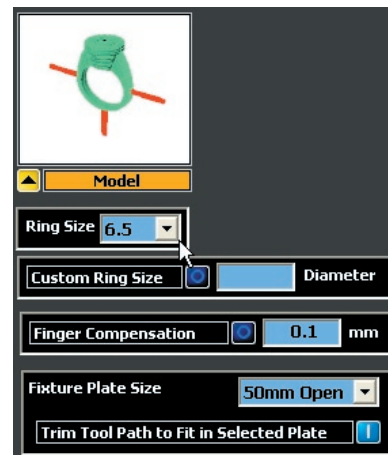 Model
Ring Size 6.5
Custom Ring Size Diameter
Finger Compensation 0.1 mm
Fixture Plate Size 50mm Open
Trim Tool Path to Fit in Selected Plate